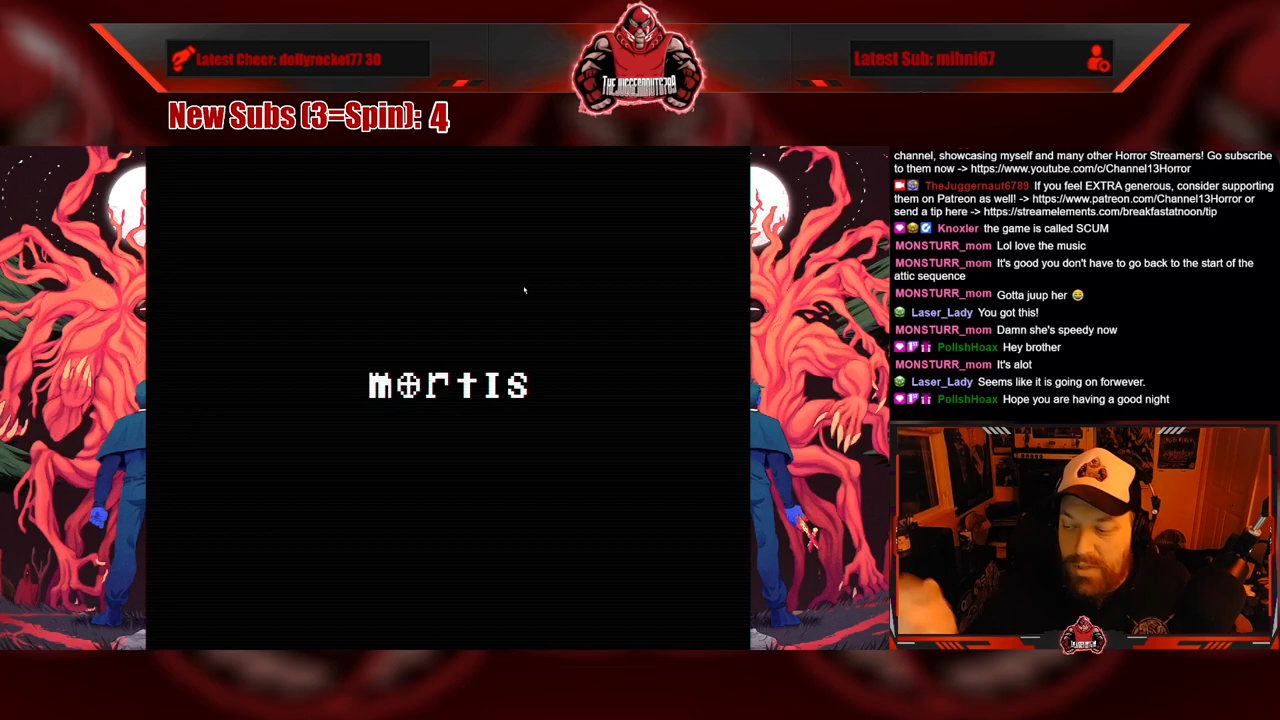 Latest Cheer: dollyrocket77 30
THEJUGGERNAUT6789
Latest Sub: mihni67
New Subs (3=Spin): 4
channel, showcasing myself and many other Horror Streamers! Go subscribe
to them now -> https://www.youtube.com/c/Channel13Horror
TheJuggernaut6789 If you feel EXTRA generous, consider supporting
them on Patreon as well! -> https://www.patreon.com/Channel13Horror or
send a tip here -> https://streamelements.com/breakfastatnoon/tip
Knoxler the game is called SCUM
MONSTURR_mom Lol love the music
MONSTURR_mom It's good you don't have to go back to the start of the
attic sequence
MONSTURR_mom Gotta juup her 😂
Laser_Lady You got this!
MONSTURR_mom Damn she's speedy now
PolishHoax Hey brother
MONSTURR_mom It's alot
Laser_Lady Seems like it is going on forwever.
PolishHoax Hope you are having a good night
mortIs